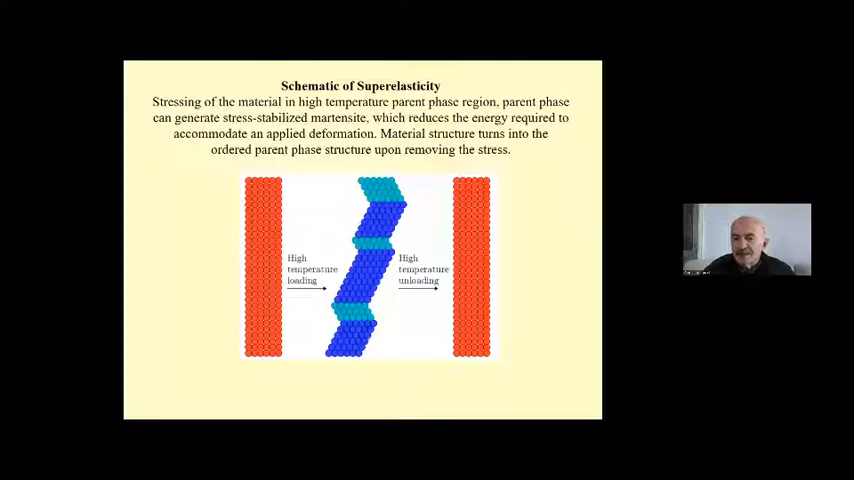 Schematic of Superelasticity
Stressing of the material in high temperature parent phase region, parent phase
can generate stress-stabilized martensite, which reduces the energy required to
accommodate an applied deformation. Material structure turns into the
ordered parent phase structure upon removing the stress.
High
temperature
loading
High
temperature
unloading